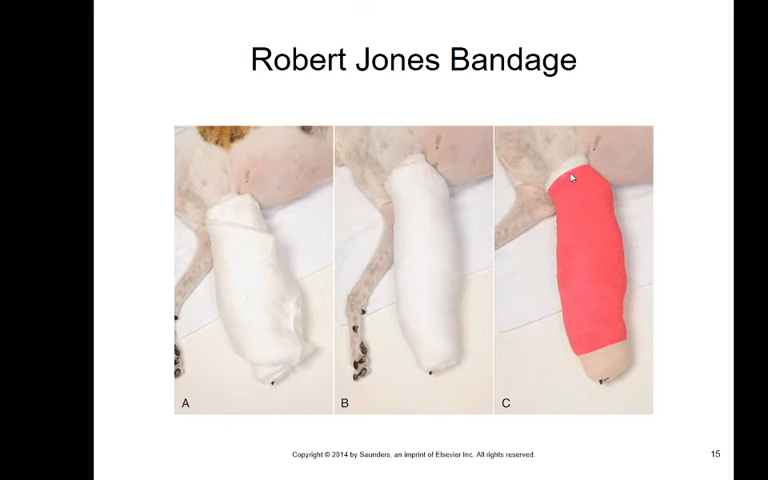 Robert Jones Bandage
A
B
C
Copyright © 2014 by Saunders, an imprint of Elsevier Inc. All rights reserved.
15